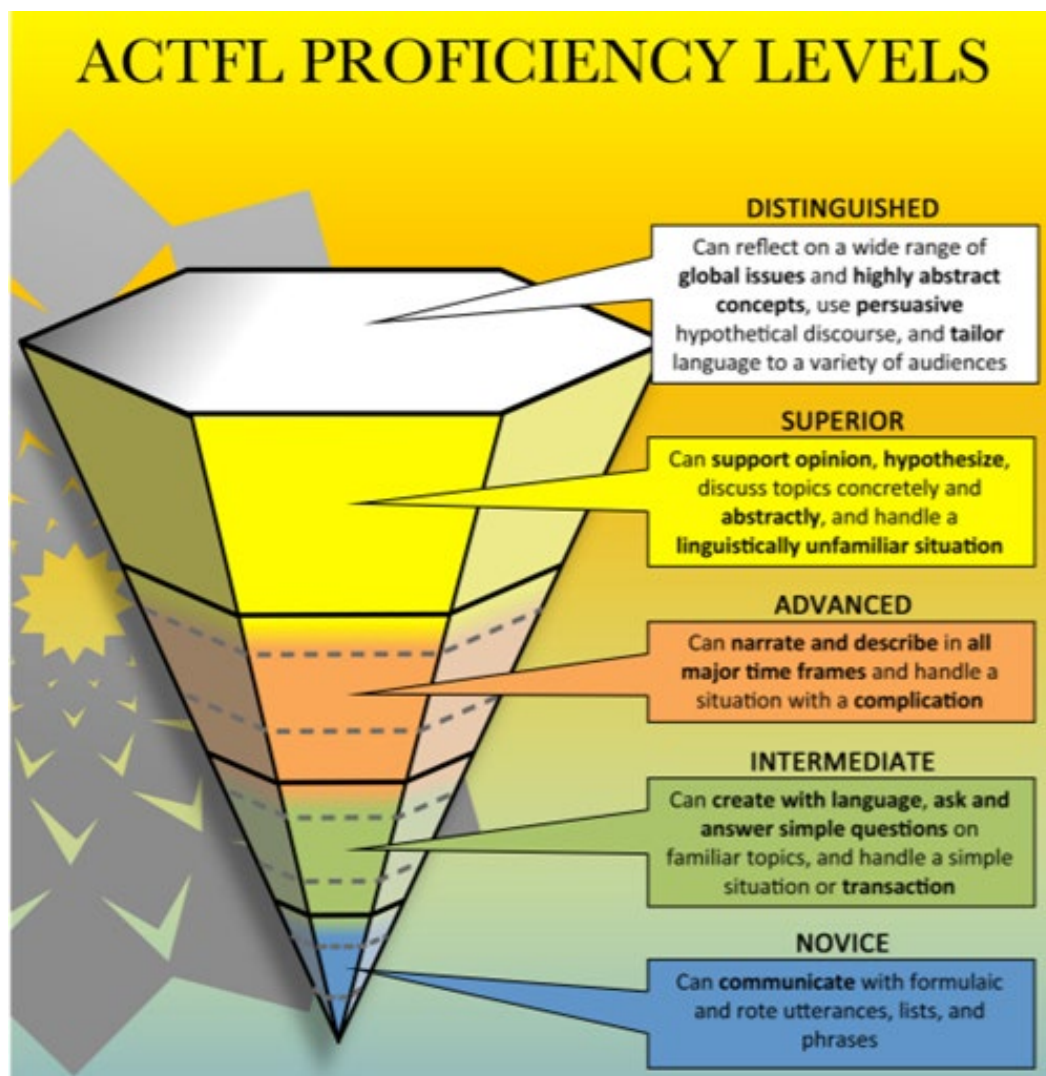 ACTFL PROFICIENCY LEVELS
DISTINGUISHED
Can reflect on a wide range of
global issues and highly abstract
concepts, use persuasive
hypothetical discourse, and tailor
language to a variety of audiences
SUPERIOR
Can support opinion, hypothesize,
discuss topics concretely and
abstractly, and handle a
linguistically unfamiliar situation
ADVANCED
Can narrate and describe in all
major time frames and handle a
situation with a complication
INTERMEDIATE
Can create with language, ask and
answer simple questions on
familiar topics, and handle a simple
situation or transaction
NOVICE
Can communicate with formulaic
and rote utterances, lists, and
phrases